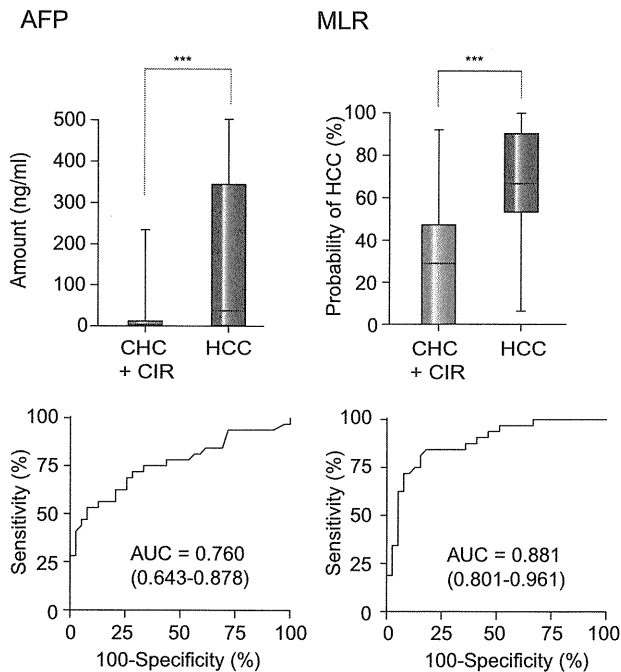 AFP
***
Amount (ng/ml)
500
400
300
200
100
0
CHC
+ CIR
HCC
MLR
***
Probability of HCC (%)
100
80
60
40
20
0
CHC
+ CIR
HCC
Sensitivity (%)
100
75
50
25
0
AUC = 0.760
(0.643-0.878)
0
25
50
75
100
100-Specificity (%)
Sensitivity (%)
100
75
50
25
0
AUC = 0.881
(0.801-0.961)
0
25
50
75
100
100-Specificity (%)